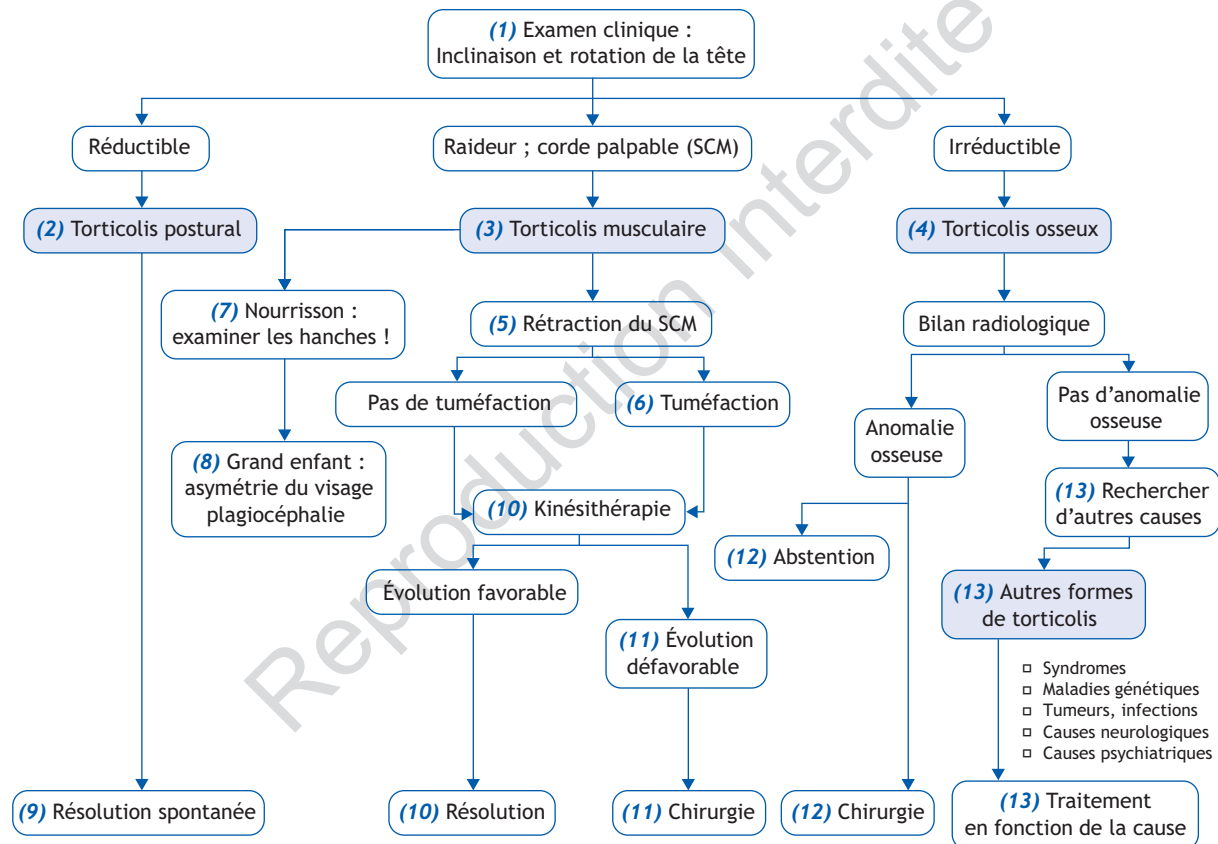 (1) Examen clinique :
Inclinaison et rotation de la tête
Réductible
Raideur ; corde palpable (SCM)
Irréductible
(2) Torticolis postural
(3) Torticolis musculaire
(4) Torticolis osseux
(7) Nourrisson :
examiner les hanches !
(5) Rétraction du SCM
Bilan radiologique
Pas de tuméfaction
(6) Tuméfaction
Pas d'anomalie
osseuse
Anomalie
osseuse
(8) Grand enfant :
asymétrie du visage
plagiocéphalie
(10) Kinésithérapie
(13) Rechercher
d'autres causes
(12) Abstention
Évolution favorable
(13) Autres formes
de torticolis
(11) Évolution
défavorable
▫ Syndromes
▫ Maladies génétiques
▫ Tumeurs, infections
▫ Causes neurologiques
▫ Causes psychiatriques
(9) Résolution spontanée
(10) Résolution
(11) Chirurgie
(12) Chirurgie
(13) Traitement
en fonction de la cause
Reproduction interdite